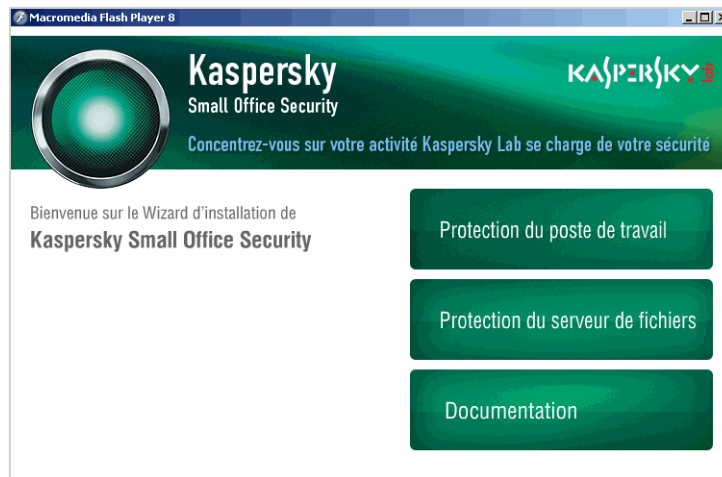 Macromedia Flash Player 8
Kaspersky
Small Office Security
KASPERSKY lab
Concentrez-vous sur votre activité Kaspersky Lab se charge de votre sécurité
Bienvenue sur le Wizard d'installation de
Kaspersky Small Office Security
Protection du poste de travail
Protection du serveur de fichiers
Documentation